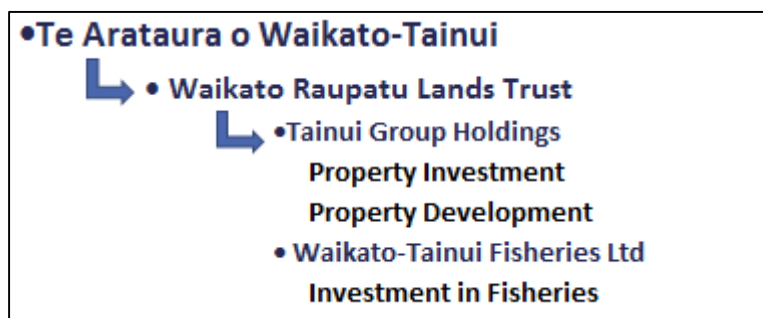 •Te Arataura o Waikato-Tainui
• Waikato Raupatu Lands Trust
•Tainui Group Holdings
Property Investment
Property Development
• Waikato-Tainui Fisheries Ltd
Investment in Fisheries